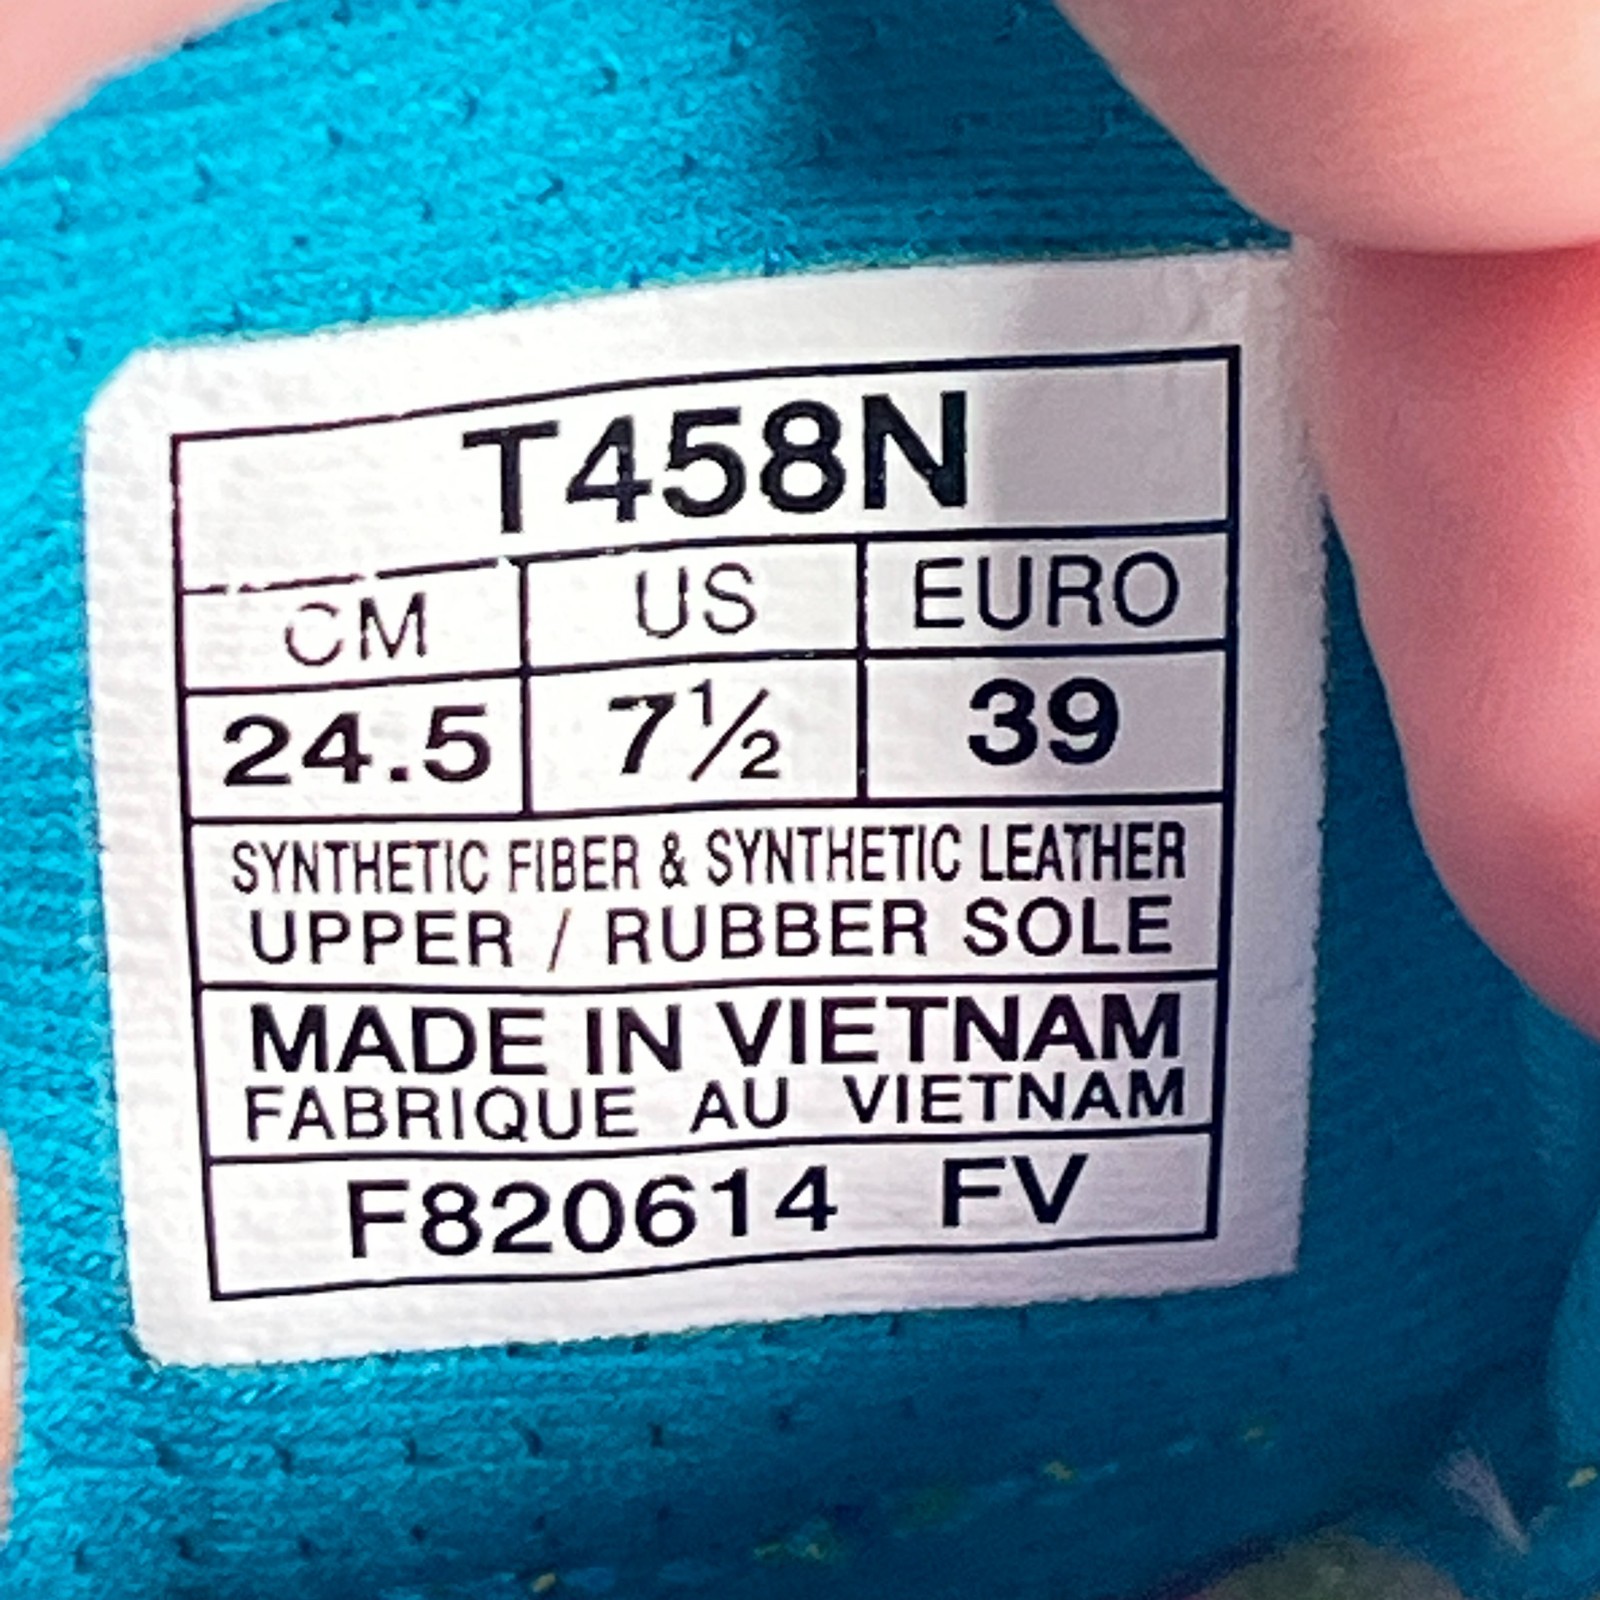 T458N
CM US EURO
24.5 7½ 39
SYNTHETIC FIBER & SYNTHETIC LEATHER
UPPER / RUBBER SOLE
MADE IN VIETNAM
FABRIQUE AU VIETNAM
F820614 FV